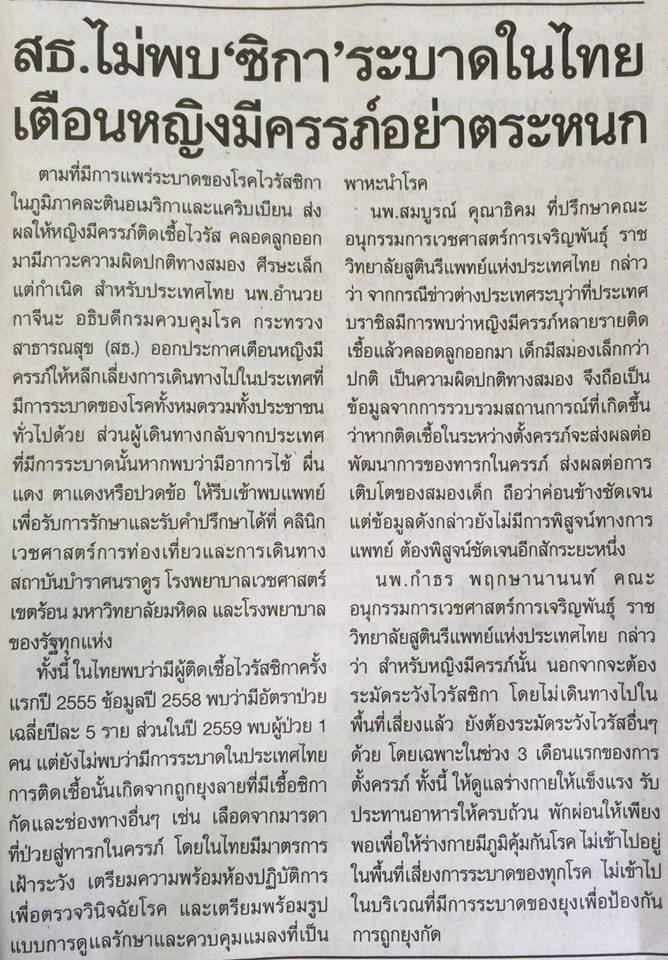 สธ.ไม่พบ‘ซิกา’ระบาดในไทย
เตือนหญิงมีครรภ์อย่าตระหนก
ตามที่มีการแพร่ระบาดของโรคไวรัสซิกา
ในภูมิภาคละตินอเมริกาและแคริบเบียน ส่ง
ผลให้หญิงมีครรภ์ติดเชื้อไวรัส คลอดลูกออก
มามีภาวะความผิดปกติทางสมอง ศีรษะเล็ก
แต่กำเนิด สำหรับประเทศไทย นพ.อำนวย
กาจีนะ อธิบดีกรมควบคุมโรค กระทรวง
สาธารณสุข (สธ.) ออกประกาศเตือนหญิงมี
ครรภ์ให้หลีกเลี่ยงการเดินทางไปในประเทศที่
มีการระบาดของโรคทั้งหมดรวมทั้งประชาชน
ทั่วไปด้วย ส่วนผู้เดินทางกลับจากประเทศ
ที่มีการระบาดนั้นหากพบว่ามีอาการไข้ ผื่น
แดง ตาแดงหรือปวดข้อ ให้รีบเข้าพบแพทย์
เพื่อรับการรักษาและรับคำปรึกษาได้ที่ คลินิก
เวชศาสตร์การท่องเที่ยวและการเดินทาง
สถาบันบำราศนราดูร โรงพยาบาลเวชศาสตร์
เขตร้อน มหาวิทยาลัยมหิดล และโรงพยาบาล
ของรัฐทุกแห่ง
ทั้งนี้ ในไทยพบว่ามีผู้ติดเชื้อไวรัสซิกาครั้ง
แรกปี 2555 ข้อมูลปี 2558 พบว่ามีอัตราป่วย
เฉลี่ยปีละ 5 ราย ส่วนในปี 2559 พบผู้ป่วย 1
คน แต่ยังไม่พบว่ามีการระบาดในประเทศไทย
การติดเชื้อนั้นเกิดจากถูกยุงลายที่มีเชื้อซิกา
กัดและช่องทางอื่นๆ เช่น เลือดจากมารดา
ที่ป่วยสู่ทารกในครรภ์ โดยในไทยมีมาตรการ
เฝ้าระวัง เตรียมความพร้อมห้องปฏิบัติการ
เพื่อตรวจวินิจฉัยโรค และเตรียมพร้อมรูป
แบบการดูแลรักษาและควบคุมแมลงที่เป็น
พาหะนำโรค
นพ.สมบูรณ์ คุณาธิคม ที่ปรึกษาคณะ
อนุกรรมการเวชศาสตร์การเจริญพันธุ์ ราช
วิทยาลัยสูตินรีแพทย์แห่งประเทศไทย กล่าว
ว่า จากกรณีข่าวต่างประเทศระบุว่าที่ประเทศ
บราซิลมีการพบว่าหญิงมีครรภ์หลายรายติด
เชื้อแล้วคลอดลูกออกมา เด็กมีสมองเล็กกว่า
ปกติ เป็นความผิดปกติทางสมอง จึงถือเป็น
ข้อมูลจากการรวบรวมสถานการณ์ที่เกิดขึ้น
ว่าหากติดเชื้อในระหว่างตั้งครรภ์จะส่งผลต่อ
พัฒนาการของทารกในครรภ์ ส่งผลต่อการ
เติบโตของสมองเด็ก ถือว่าค่อนข้างชัดเจน
แต่ข้อมูลดังกล่าวยังไม่มีการพิสูจน์ทางการ
แพทย์ ต้องพิสูจน์ชัดเจนอีกสักระยะหนึ่ง
นพ.กำธร พฤกษานานนท์ คณะ
อนุกรรมการเวชศาสตร์การเจริญพันธุ์ ราช
วิทยาลัยสูตินรีแพทย์แห่งประเทศไทย กล่าว
ว่า สำหรับหญิงมีครรภ์นั้น นอกจากจะต้อง
ระมัดระวังไวรัสซิกา โดยไม่เดินทางไปใน
พื้นที่เสี่ยงแล้ว ยังต้องระมัดระวังไวรัสอื่นๆ
ด้วย โดยเฉพาะในช่วง 3 เดือนแรกของการ
ตั้งครรภ์ ทั้งนี้ ให้ดูแลร่างกายให้แข็งแรง รับ
ประทานอาหารให้ครบถ้วน พักผ่อนให้เพียง
พอเพื่อให้ร่างกายมีภูมิคุ้มกันโรค ไม่เข้าไปอยู่
ในพื้นที่เสี่ยงการระบาดของทุกโรค ไม่เข้าไป
ในบริเวณที่มีการระบาดของยุงเพื่อป้องกัน
การถูกยุงกัด